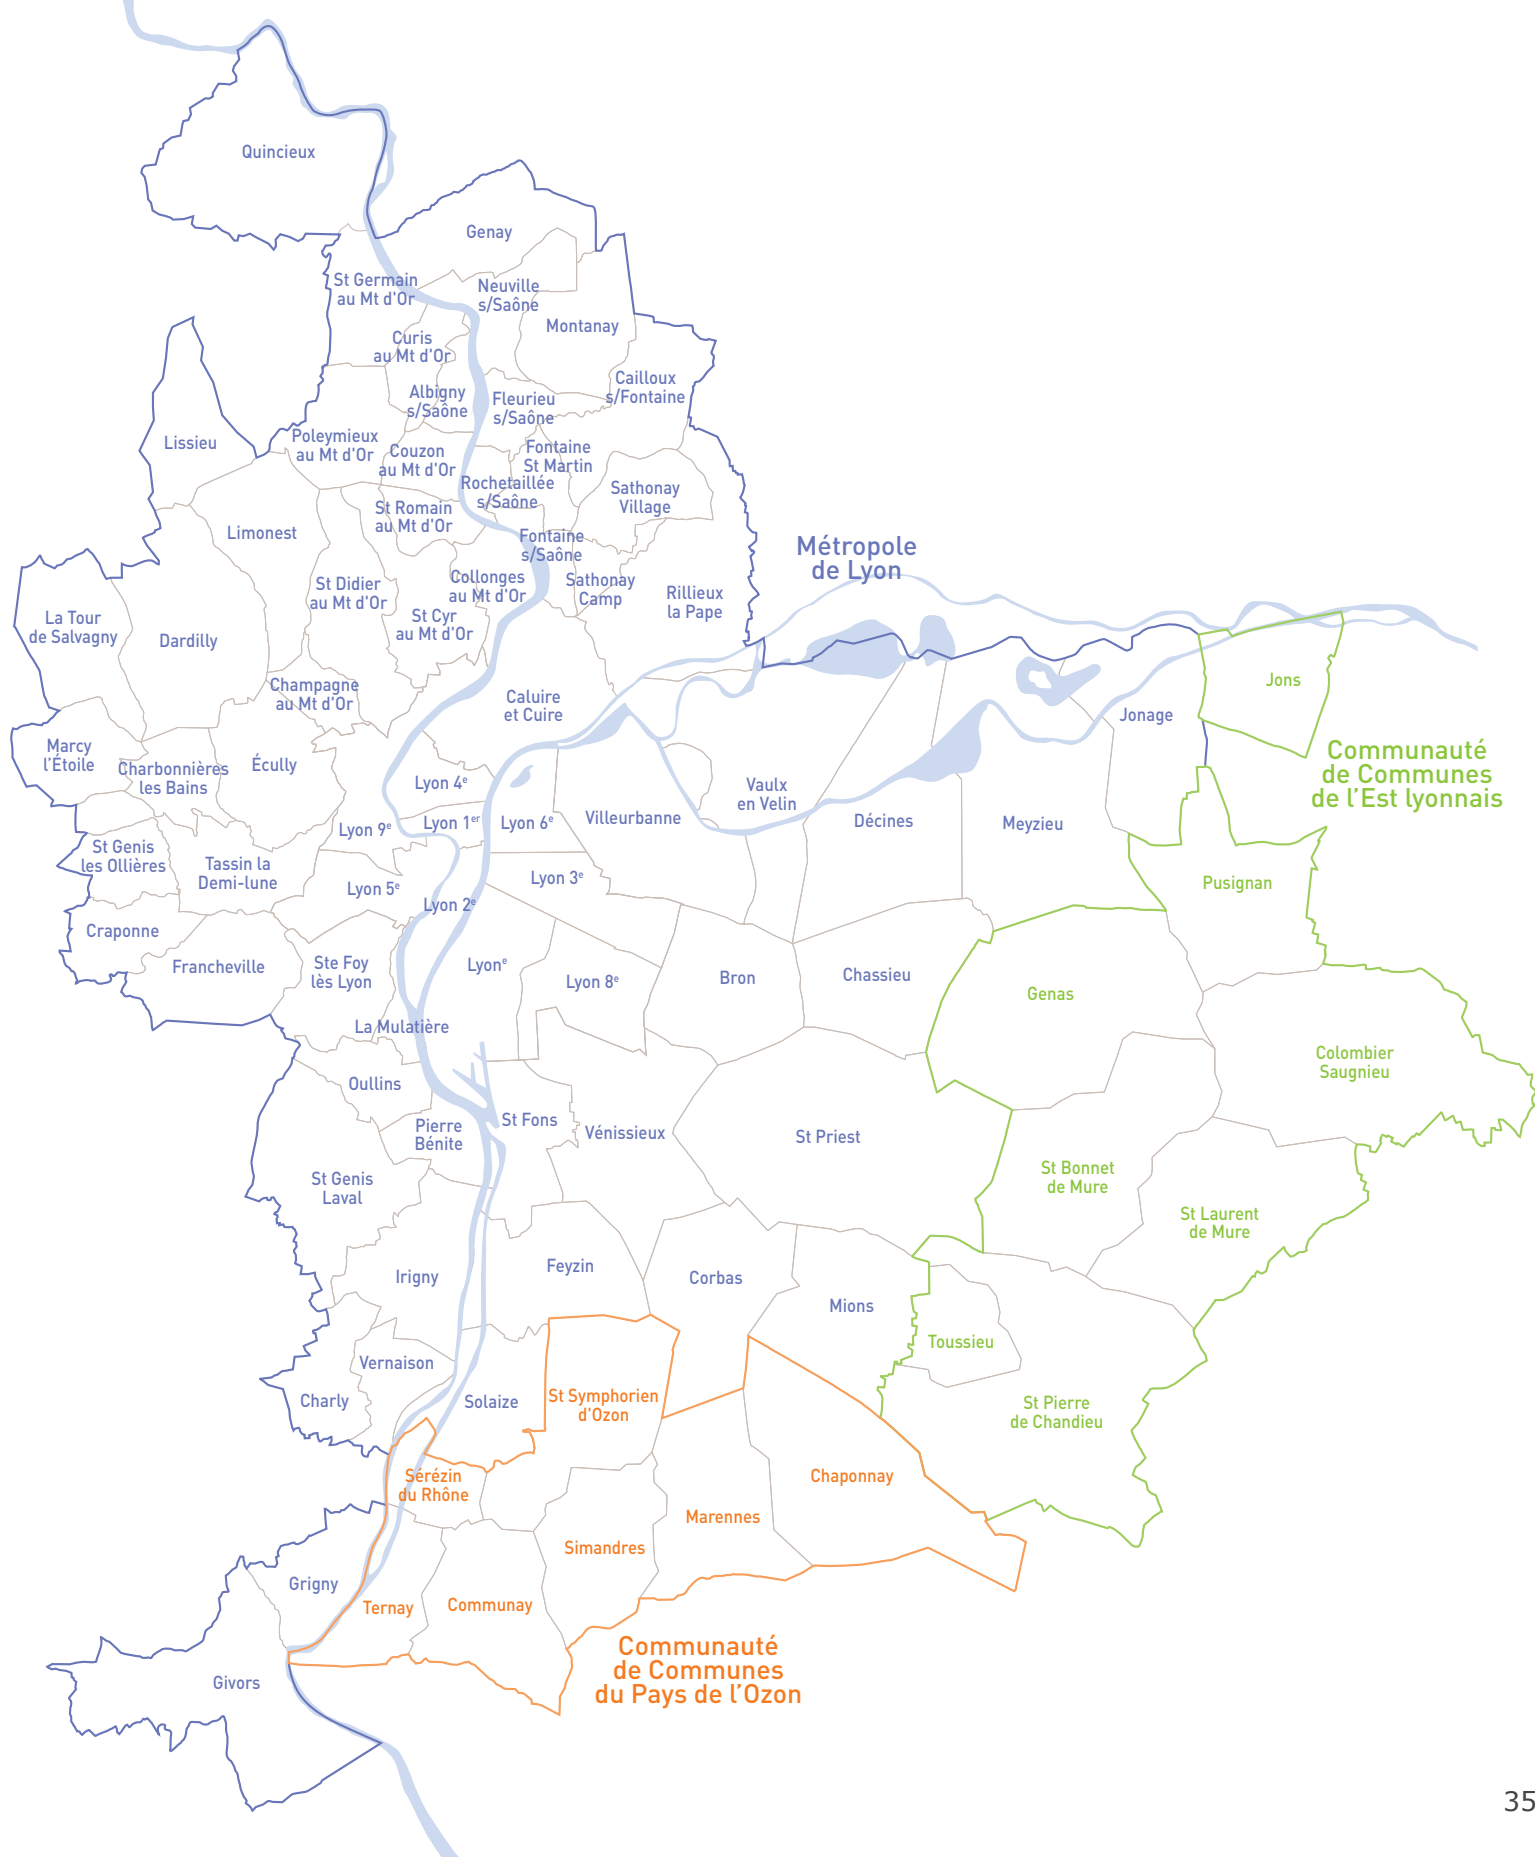 Quincieux
Genay
St Germain
au Mt d'Or
Neuville
s/Saône
Montanay
Curis
au Mt d'Or
Cailloux
s/Fontaine
Albigny
s/Saône
Fleurieu
s/Saône
Lissieu
Poleymieux
au Mt d'Or
Couzon
au Mt d'Or
Fontaine
St Martin
Rochetaillée
s/Saône
Sathonay
Village
St Romain
au Mt d'Or
Limonest
Fontaine
s/Saône
Métropole
de Lyon
St Didier
au Mt d'Or
Collonges
au Mt d'Or
Sathonay
Camp
Rillieux
la Pape
La Tour
de Salvagny
Dardilly
St Cyr
au Mt d'Or
Champagne
au Mt d'Or
Caluire
et Cuire
Jons
Jonage
Marcy
l'Étoile
Charbonnières
les Bains
Écully
Communauté
de Communes
de l'Est lyonnais
Lyon 4e
Vaulx
en Velin
Lyon 9e
Lyon 1er
Lyon 6e
Villeurbanne
Décines
Meyzieu
St Genis
les Ollières
Tassin la
Demi-lune
Lyon 5e
Lyon 3e
Pusignan
Lyon 2e
Craponne
Francheville
Ste Foy
lès Lyon
Lyone
Lyon 8e
Bron
Chassieu
Genas
La Mulatière
Colombier
Saugnieu
Oullins
Pierre
Bénite
St Fons
Vénissieux
St Priest
St Genis
Laval
St Bonnet
de Mure
St Laurent
de Mure
Irigny
Feyzin
Corbas
Mions
Toussieu
Vernaison
Charly
Solaize
St Symphorien
d'Ozon
St Pierre
de Chandieu
Sérézin
du Rhône
Chaponnay
Marennes
Simandres
Grigny
Ternay
Communay
Communauté
de Communes
du Pays de l'Ozon
Givors
35